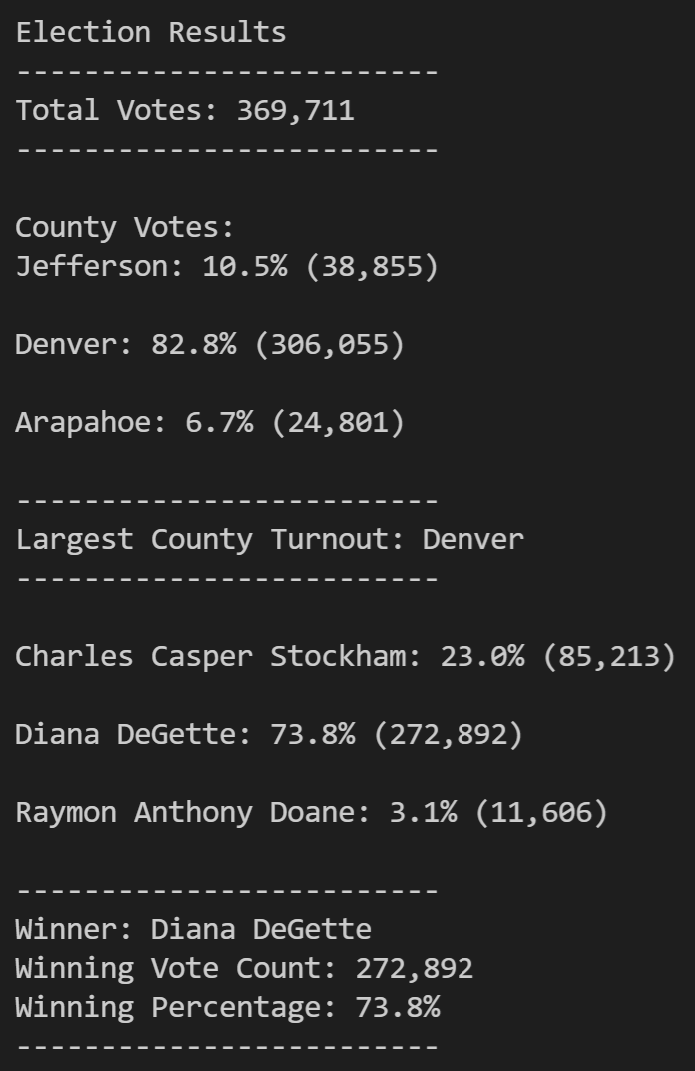 Election Results
-------------------------
Total Votes: 369,711
-------------------------
County Votes:
Jefferson: 10.5% (38,855)
Denver: 82.8% (306,055)
Arapahoe: 6.7% (24,801)
-------------------------
Largest County Turnout: Denver
-------------------------
Charles Casper Stockham: 23.0% (85,213)
Diana DeGette: 73.8% (272,892)
Raymon Anthony Doane: 3.1% (11,606)
-------------------------
Winner: Diana DeGette
Winning Vote Count: 272,892
Winning Percentage: 73.8%
-------------------------